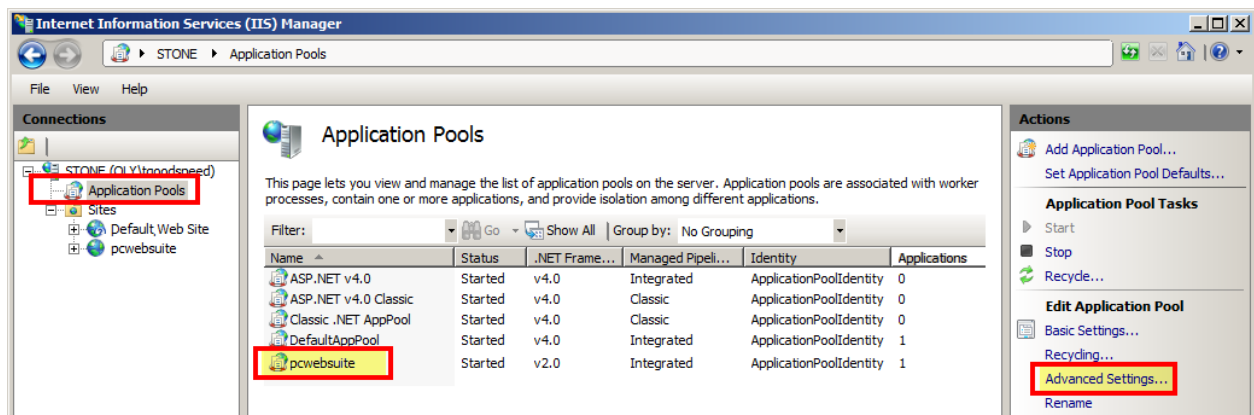 Internet Information Services (IIS) Manager
STONE Application Pools
File View Help
Connections
STONE (OLY\tgoodspeed)
Application Pools
Sites
Default Web Site
pcwebsuite
Application Pools
This page lets you view and manage the list of application pools on the server. Application pools are associated with worker
processes, contain one or more applications, and provide isolation among different applications.
Filter: Go Show All Group by: No Grouping
Name Status .NET Frame... Managed Pipeli... Identity Applications
ASP.NET v4.0 Started v4.0 Integrated ApplicationPoolIdentity 0
ASP.NET v4.0 Classic Started v4.0 Classic ApplicationPoolIdentity 0
Classic .NET AppPool Started v4.0 Classic ApplicationPoolIdentity 0
DefaultAppPool Started v4.0 Integrated ApplicationPoolIdentity 1
pcwebsuite Started v2.0 Integrated ApplicationPoolIdentity 1
Actions
Add Application Pool...
Set Application Pool Defaults...
Application Pool Tasks
Start
Stop
Recycle...
Edit Application Pool
Basic Settings...
Recycling...
Advanced Settings...
Rename